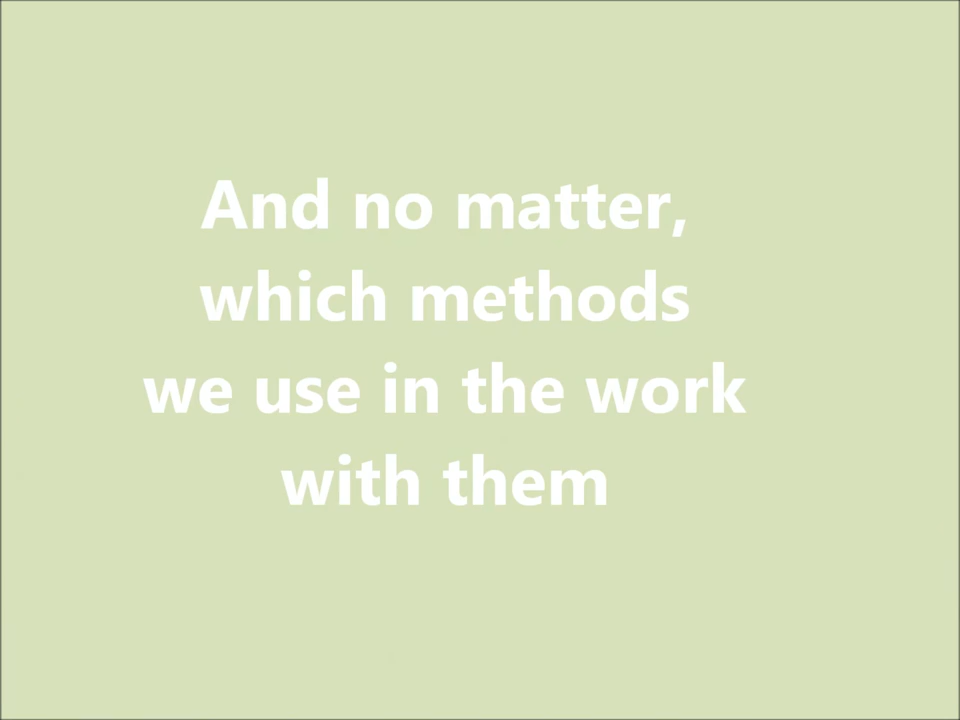 And no matter,
which methods
we use in the work
with them